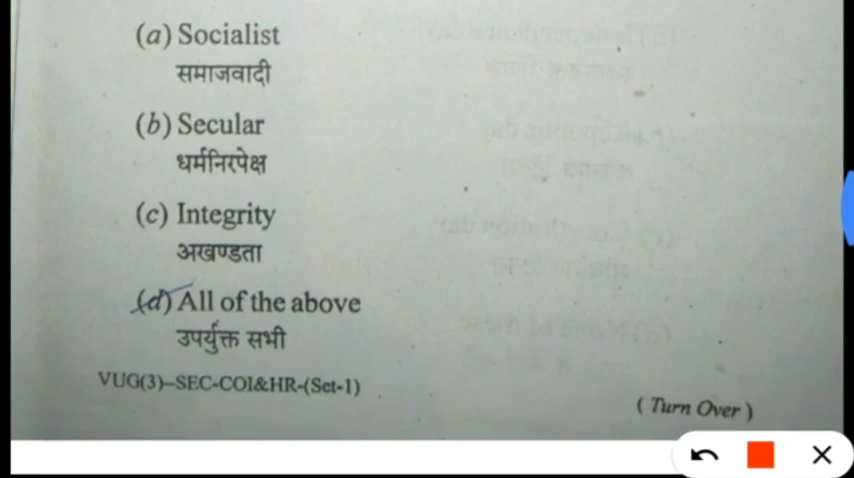 (a) Socialist
समाजवादी
(b) Secular
धर्मनिरपेक्ष
(c) Integrity
अखण्डता
(d) All of the above
उपर्युक्त सभी
VUG(3)–SEC-COI&HR-(Set-1)
( Turn Over )